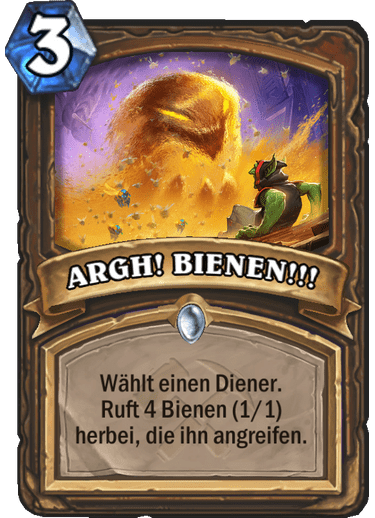 3
ARGH! BIENEN!!!
Wählt einen Diener.
Ruft 4 Bienen (1/1)
herbei, die ihn angreifen.